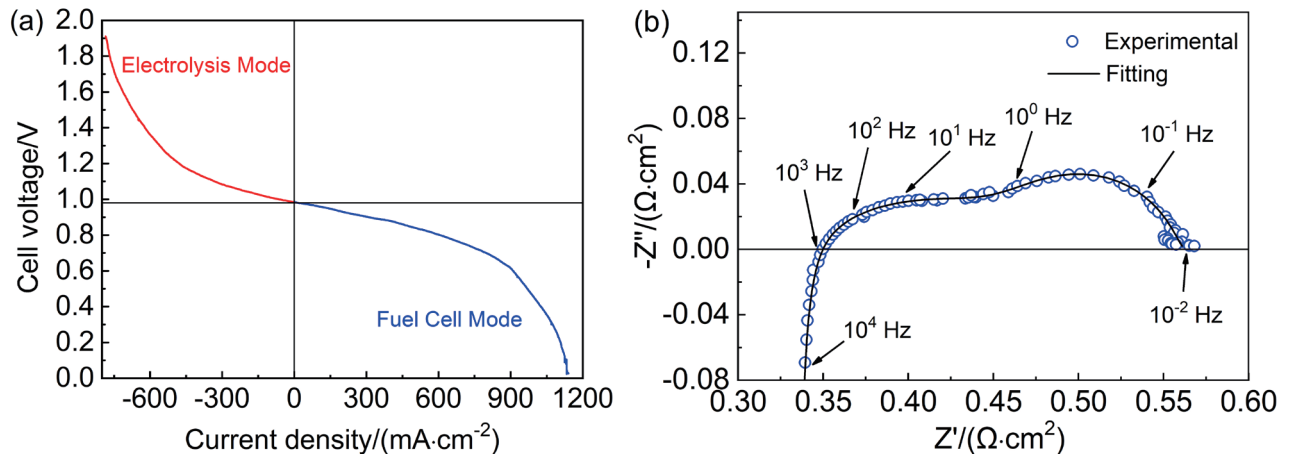 (a)
2.0
1.8
1.6
1.4
1.2
1.0
0.8
0.6
0.4
0.2
0.0
Cell voltage/V
Electrolysis Mode
Fuel Cell Mode
-600 -300 0 300 600 900 1200
Current density/(mA·cm⁻²)
(b)
0.12
0.08
0.04
0.00
-0.04
-0.08
-Z''/(Ω·cm²)
Experimental
Fitting
10³ Hz
10² Hz
10¹ Hz
10⁰ Hz
10⁻¹ Hz
10⁻² Hz
10⁴ Hz
0.30 0.35 0.40 0.45 0.50 0.55 0.60
Z'/(Ω·cm²)